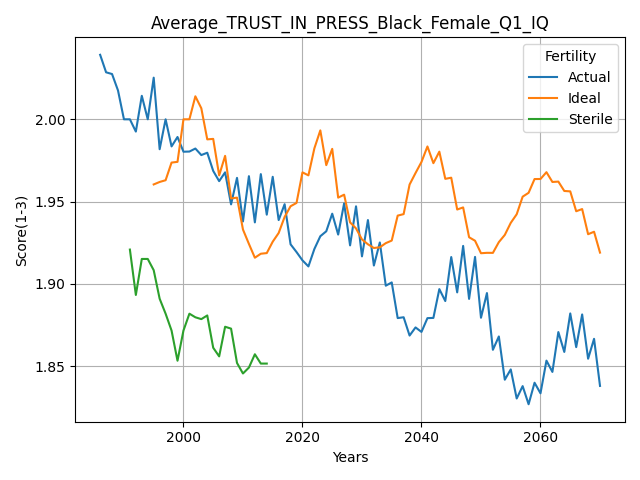 Average_TRUST_IN_PRESS_Black_Female_Q1_IQ
Fertility
Actual
Ideal
Sterile
Score(1-3)
2.00
1.95
1.90
1.85
2000
2020
2040
2060
Years